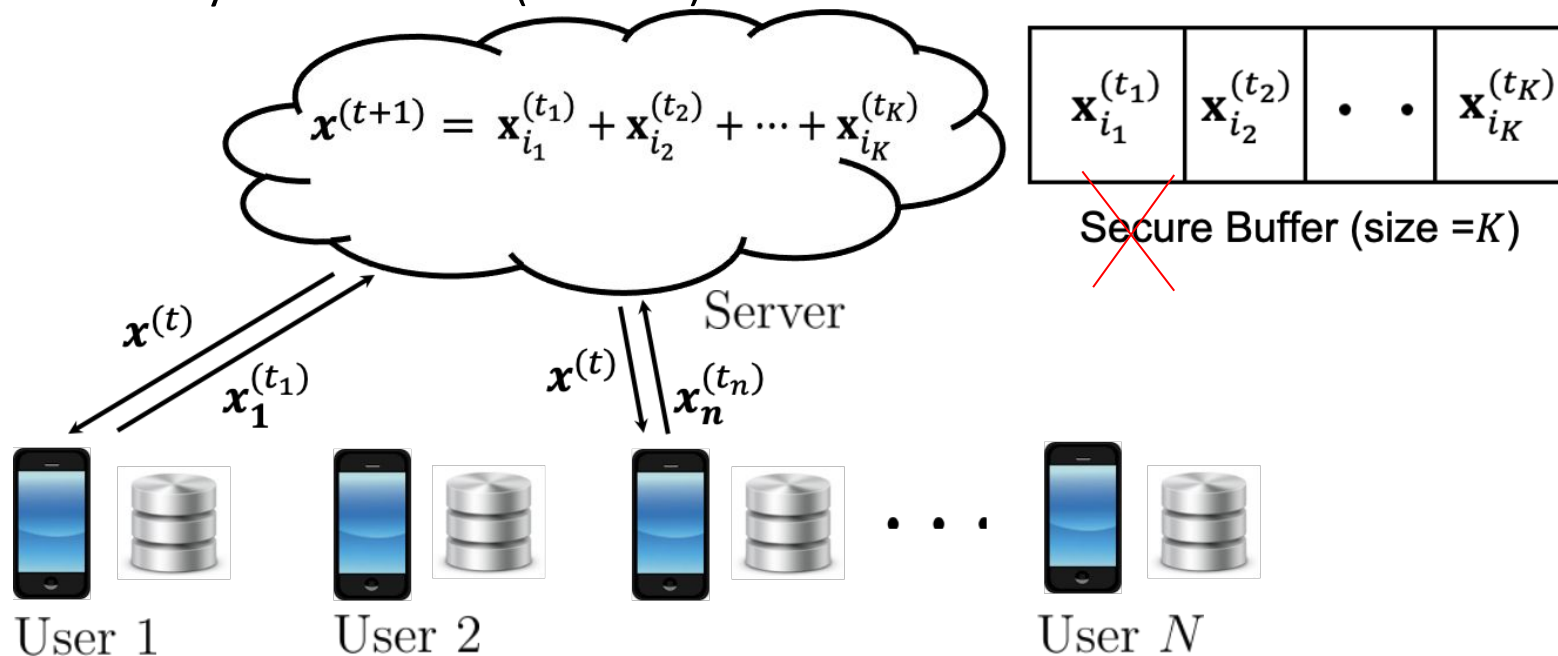 𝒙^(t+1) = 𝐱_{i_1}^{(t_1)} + 𝐱_{i_2}^{(t_2)} + ⋯ + 𝐱_{i_K}^{(t_K)}
𝐱_{i_1}^{(t_1)} 𝐱_{i_2}^{(t_2)} • • 𝐱_{i_K}^{(t_K)}
Secure Buffer (size =K)
Server
𝒙^(t)
𝒙_𝟏^{(t_1)}
𝒙^(t)
𝒙_𝒏^{(t_n)}
• • •
User 1
User 2
User N